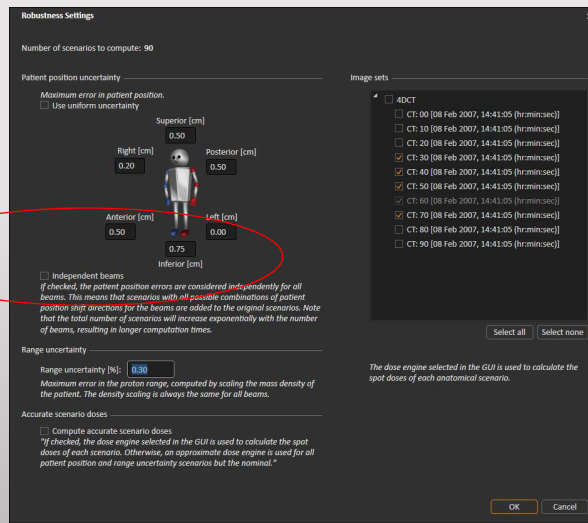 Robustness Settings
Number of scenarios to compute: 90
Patient position uncertainty
Maximum error in patient position.
Use uniform uncertainty
Superior [cm]
0.50
Right [cm]
0.20
Posterior [cm]
0.50
Anterior [cm]
0.50
Left [cm]
0.00
0.75
Inferior [cm]
Independent beams
if checked, the patient position errors are considered independently for all
beams. This means that scenarios with all possible combinations of patient
position shift directions for the beams are added to the original scenarios. Note
that the total number of scenarios will increase exponentially with the number
of beams, resulting in longer computation times.
Range uncertainty
Range uncertainty [%]: 0.30
Maximum error in the proton range, computed by scaling the mass density of
the patient. The density scaling is always the same for all beams.
Accurate scenario doses
Compute accurate scenario doses
"If checked, the dose engine selected in the GUI is used to calculate the spot
doses of each scenario. Otherwise, an approximate dose engine is used for all
patient position and range uncertainty scenarios but the nominal."
Image sets
4DCT
CT: 00 [08 Feb 2007, 14:41:05 (hr:min:sec)]
CT: 10 [08 Feb 2007, 14:41:05 (hr:min:sec)]
CT: 20 [08 Feb 2007, 14:41:05 (hr:min:sec)]
CT: 30 [08 Feb 2007, 14:41:05 (hr:min:sec)]
CT: 40 [08 Feb 2007, 14:41:05 (hr:min:sec)]
CT: 50 [08 Feb 2007, 14:41:05 (hr:min:sec)]
CT: 60 [08 Feb 2007, 14:41:05 (hr:min:sec)]
CT: 70 [08 Feb 2007, 14:41:05 (hr:min:sec)]
CT: 80 [08 Feb 2007, 14:41:05 (hr:min:sec)]
CT: 90 [08 Feb 2007, 14:41:05 (hr:min:sec)]
Select all Select none
The dose engine selected in the GUI is used to calculate the
spot doses of each anatomical scenario.
OK Cancel